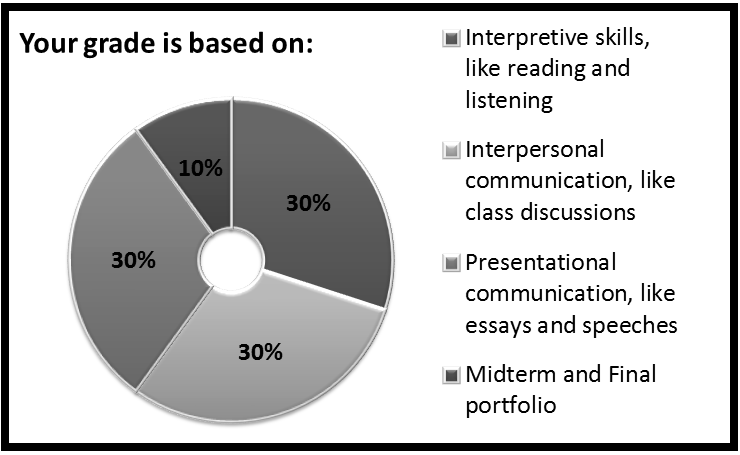 Your grade is based on:
10%
30%
30%
30%
Interpretive skills,
like reading and
listening
Interpersonal
communication, like
class discussions
Presentational
communication, like
essays and speeches
Midterm and Final
portfolio